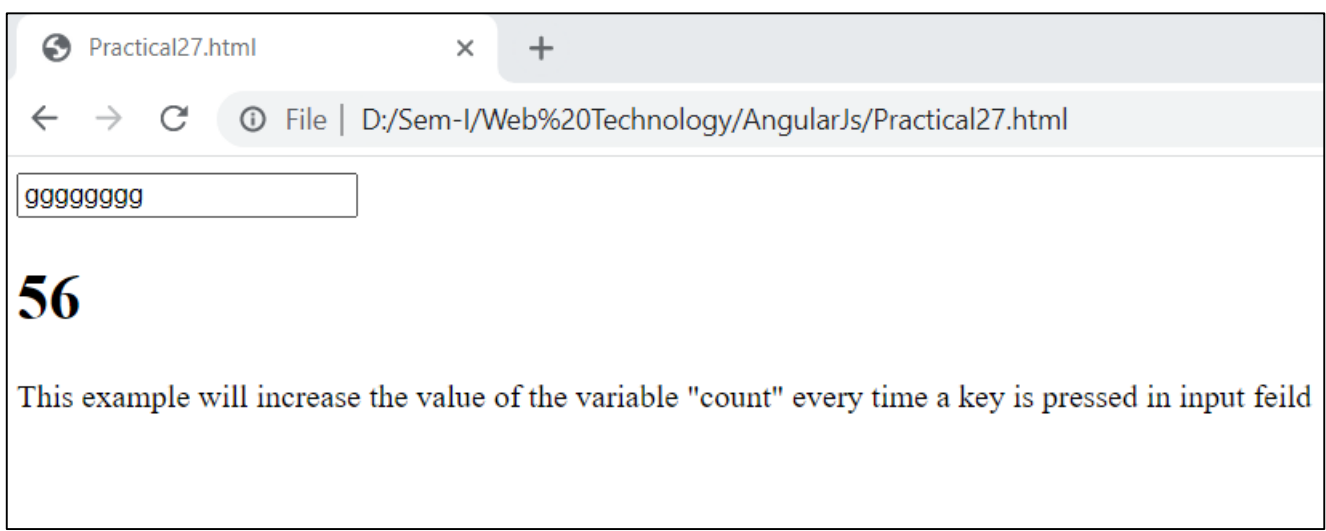 Practical27.html
File | D:/Sem-I/Web%20Technology/AngularJs/Practical27.html
ggggggggg
56
This example will increase the value of the variable "count" every time a key is pressed in input feild